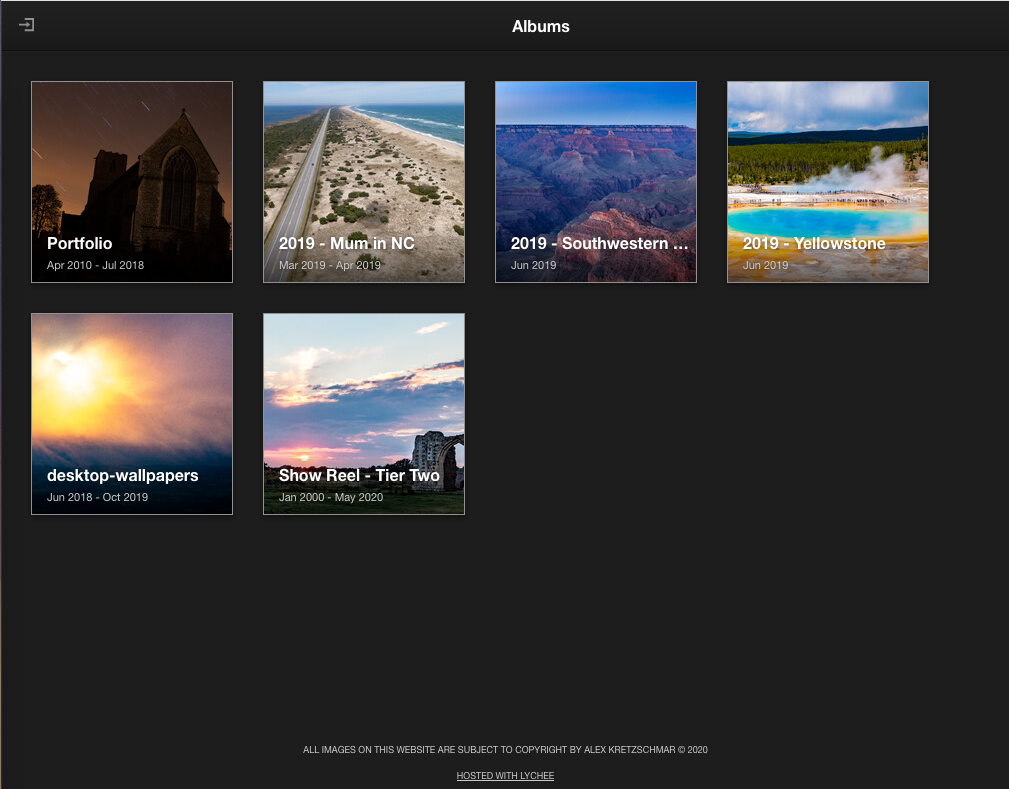 Albums
Portfolio
Apr 2010 - Jul 2018
2019 - Mum in NC
Mar 2019 - Apr 2019
2019 - Southwestern ...
Jun 2019
2019 - Yellowstone
Jun 2019
desktop-wallpapers
Jun 2018 - Oct 2019
Show Reel - Tier Two
Jan 2000 - May 2020
ALL IMAGES ON THIS WEBSITE ARE SUBJECT TO COPYRIGHT BY ALEX KRETZSCHMAR © 2020
HOSTED WITH LYCHEE